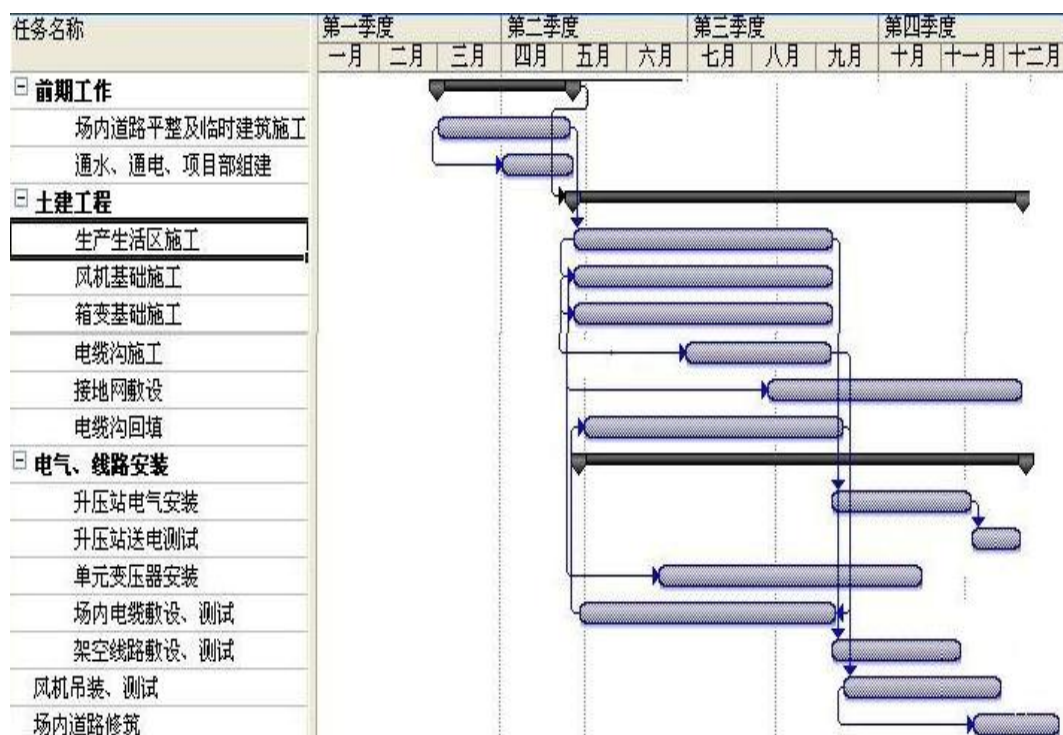 任务名称
第一季度 第二季度 第三季度 第四季度
一月 二月 三月 四月 五月 六月 七月 八月 九月 十月 十一月 十二月
前期工作
场内道路平整及临时建筑施工
通水、通电、项目部组建
土建工程
生产生活区施工
风机基础施工
箱变基础施工
电缆沟施工
接地网敷设
电缆沟回填
电气、线路安装
升压站电气安装
升压站送电测试
单元变压器安装
场内电缆敷设、测试
架空线路敷设、测试
风机吊装、测试
场内道路修筑